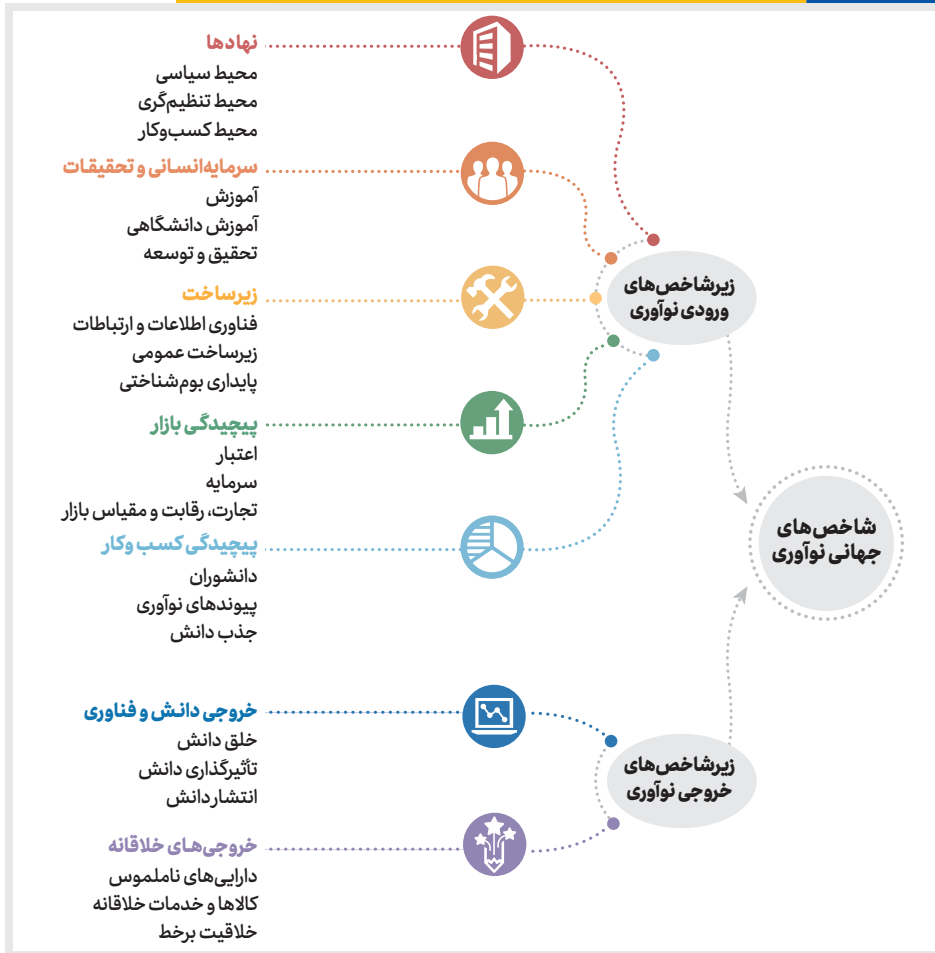 شاخص‌های
جهانی نوآوری
زیرشاخص‌های
ورودی نوآوری
نهادها
محیط سیاسی
محیط تنظیم‌گری
محیط کسب‌وکار
سرمایه‌انسانی و تحقیقات
آموزش
آموزش دانشگاهی
تحقیق و توسعه
زیرساخت
فناوری اطلاعات و ارتباطات
زیرساخت عمومی
پایداری بوم‌شناختی
پیچیدگی بازار
اعتبار
سرمایه
تجارت، رقابت و مقیاس بازار
پیچیدگی کسب وکار
دانشوران
پیوندهای نوآوری
جذب دانش
زیرشاخص‌های
خروجی نوآوری
خروجی دانش و فناوری
خلق دانش
تأثیرگذاری دانش
انتشار دانش
خروجی‌های خلاقانه
دارایی‌های ناملموس
کالاها و خدمات خلاقانه
خلاقیت برخط